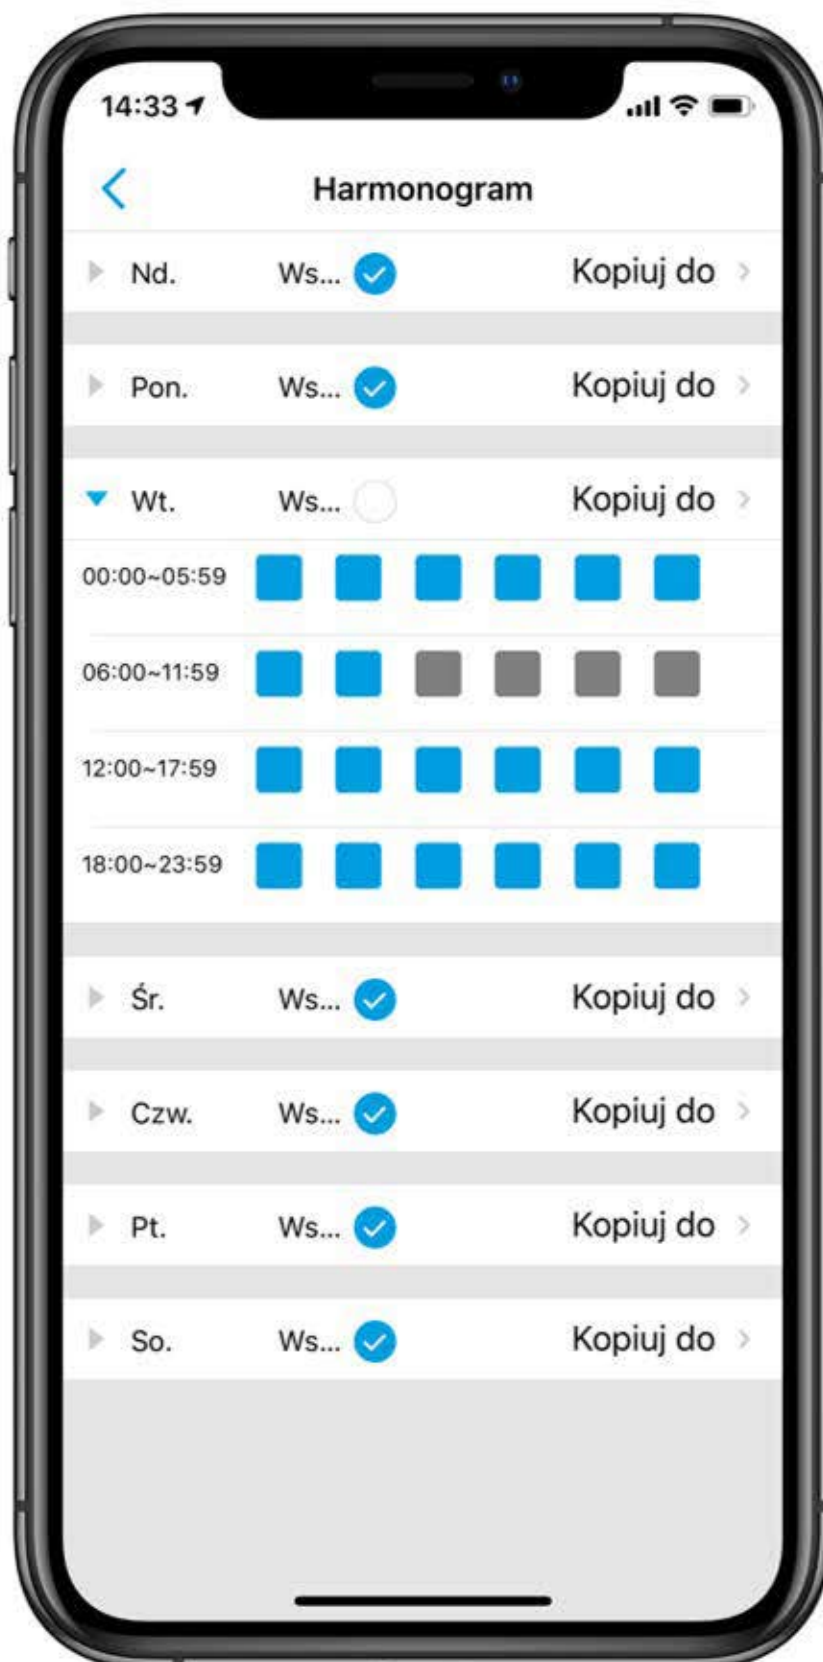 14:33
Harmonogram
Nd. Ws... Kopiuj do
Pon. Ws... Kopiuj do
Wt. Ws... Kopiuj do
00:00~05:59
06:00~11:59
12:00~17:59
18:00~23:59
Śr. Ws... Kopiuj do
Czw. Ws... Kopiuj do
Pt. Ws... Kopiuj do
So. Ws... Kopiuj do